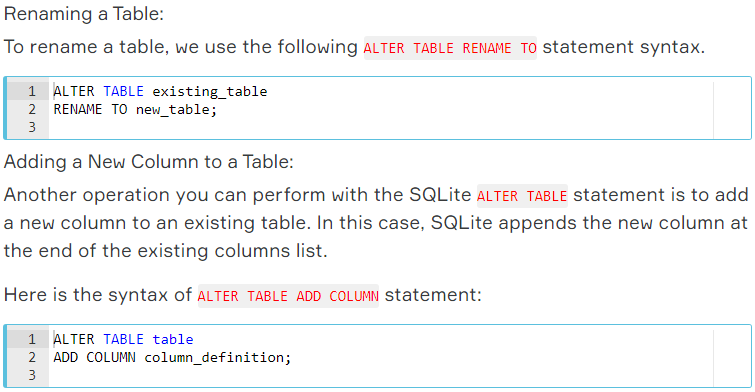 Renaming a Table:
To rename a table, we use the following ALTER TABLE RENAME TO statement syntax.
1 ALTER TABLE existing_table
2 RENAME TO new_table;
3
Adding a New Column to a Table:
Another operation you can perform with the SQLite ALTER TABLE statement is to add
a new column to an existing table. In this case, SQLite appends the new column at
the end of the existing columns list.
Here is the syntax of ALTER TABLE ADD COLUMN statement:
1 ALTER TABLE table
2 ADD COLUMN column_definition;
3